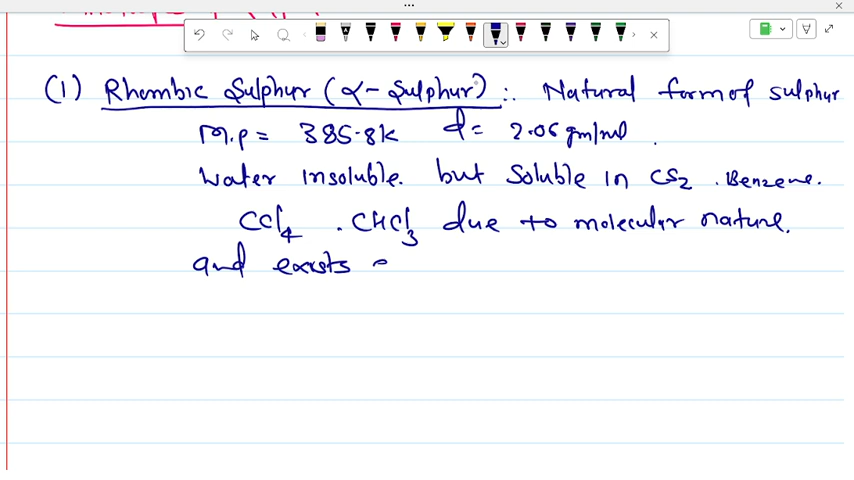 (1) Rhombic Sulphur (α- Sulphur) :. Natural form of sulphur
m.p = 385.8k d = 2.06 gm/ml .
Water insoluble. but Soluble in CS2 . Benzene.
CCl4 . CHCl3 due to molecular nature.
and exists